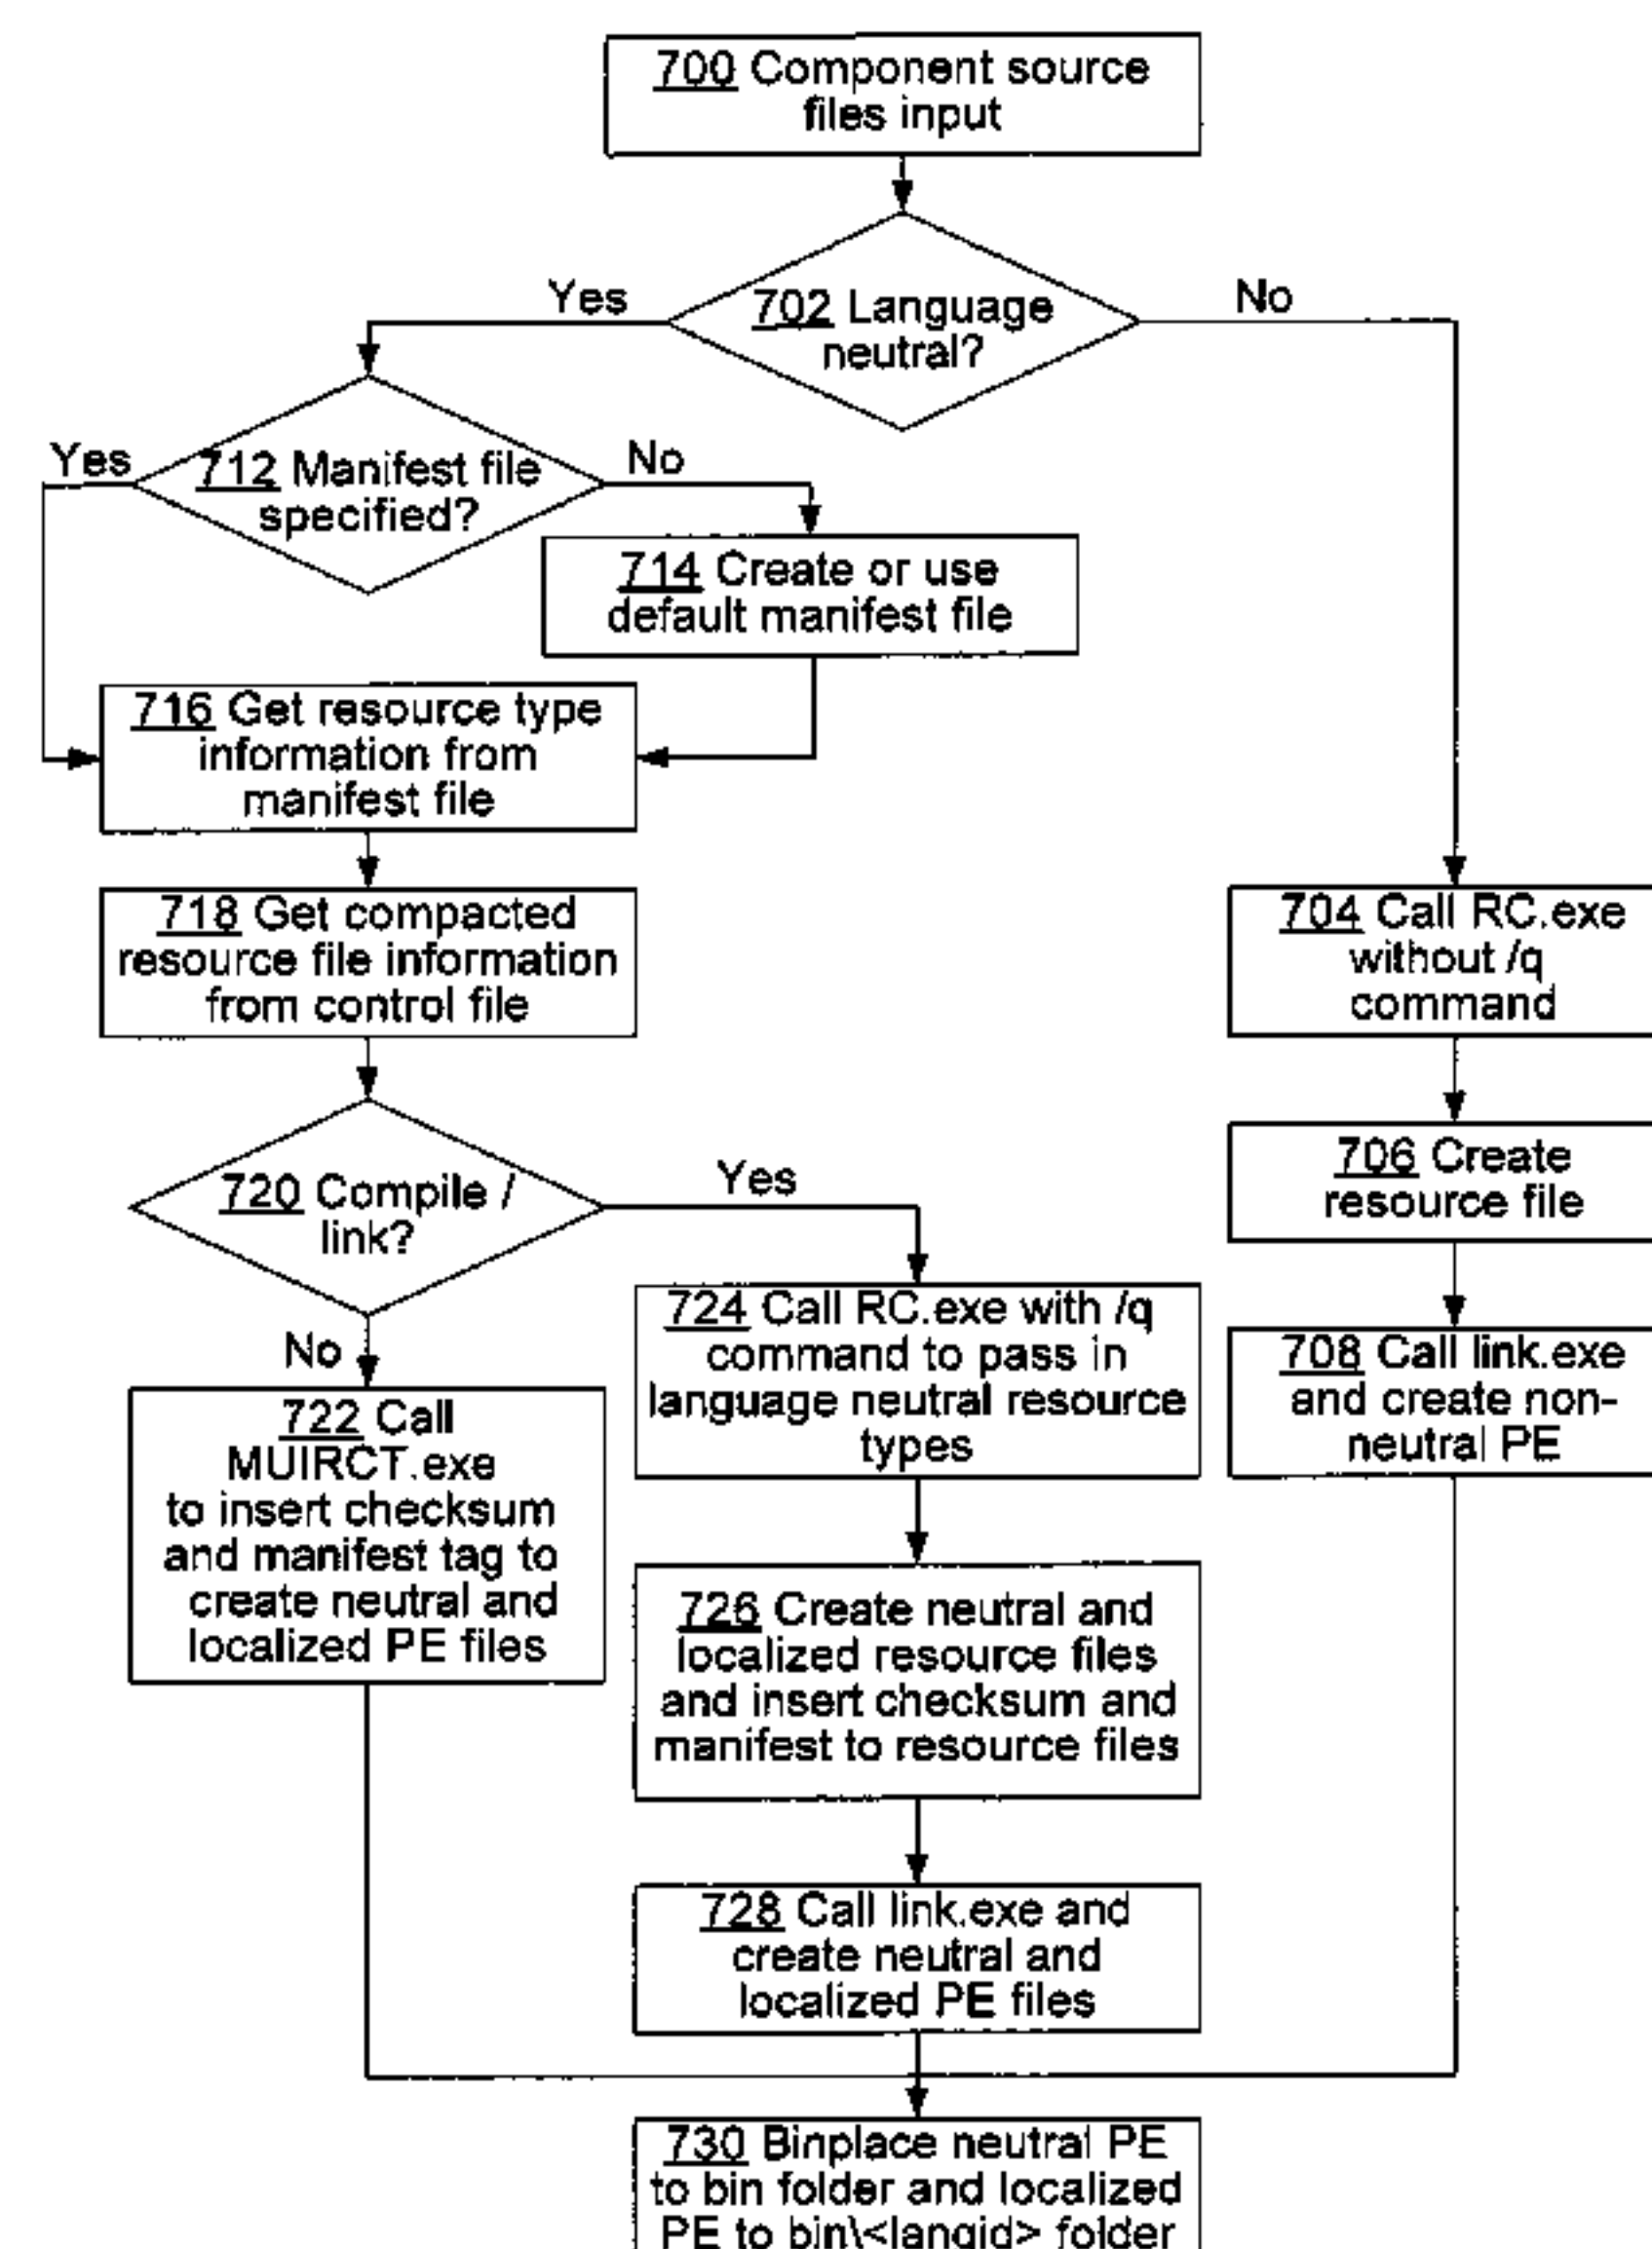 700 Component source
files input
Yes
702 Language
neutral?
No
Yes
712 Manifest file
specified?
No
714 Create or use
default manifest file
716 Get resource type
information from
manifest file
718 Get compacted
resource file information
from control file
704 Call RC.exe
without /q
command
720 Compile /
link?
Yes
706 Create
resource file
No
724 Call RC.exe with /q
command to pass in
language neutral resource
types
708 Call link.exe
and create non-
neutral PE
722 Call
MUIRCT.exe
to insert checksum
and manifest tag to
create neutral and
localized PE files
726 Create neutral and
localized resource files
and insert checksum and
manifest to resource files
728 Call link.exe and
create neutral and
localized PE files
730 Binplace neutral PE
to bin folder and localized
PE to bin\<langid> folder